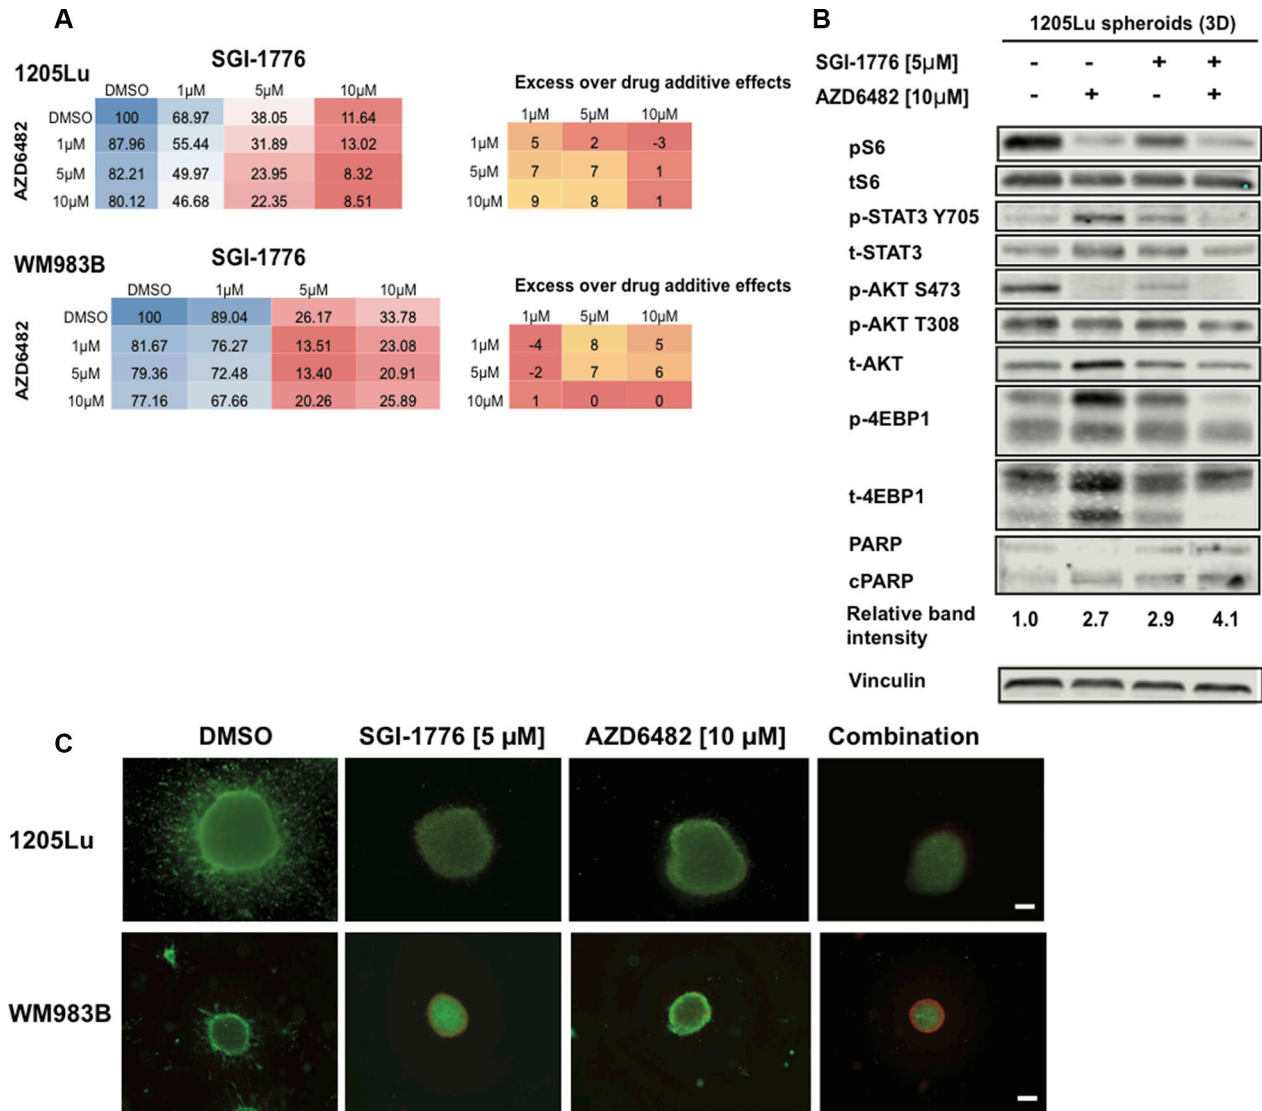 A
SGI-1776
1205Lu
DMSO 1µM 5µM 10µM
AZD6482
DMSO 100 68.97 38.05 11.64
1µM 87.96 55.44 31.89 13.02
5µM 82.21 49.97 23.95 8.32
10µM 80.12 46.68 22.35 8.51
Excess over drug additive effects
1µM 5µM 10µM
1µM 5 2 -3
5µM 7 7 1
10µM 9 8 1
WM983B
SGI-1776
DMSO 1µM 5µM 10µM
AZD6482
DMSO 100 89.04 26.17 33.78
1µM 81.67 76.27 13.51 23.08
5µM 79.36 72.48 13.40 20.91
10µM 77.16 67.66 20.26 25.89
Excess over drug additive effects
1µM 5µM 10µM
1µM -4 8 5
5µM -2 7 6
10µM 1 0 0
B
1205Lu spheroids (3D)
SGI-1776 [5µM] - - + +
AZD6482 [10µM] - + - +
pS6
tS6
p-STAT3 Y705
t-STAT3
p-AKT S473
p-AKT T308
t-AKT
p-4EBP1
t-4EBP1
PARP
cPARP
Relative band
intensity
1.0 2.7 2.9 4.1
Vinculin
C
DMSO SGI-1776 [5 µM] AZD6482 [10 µM] Combination
1205Lu
WM983B